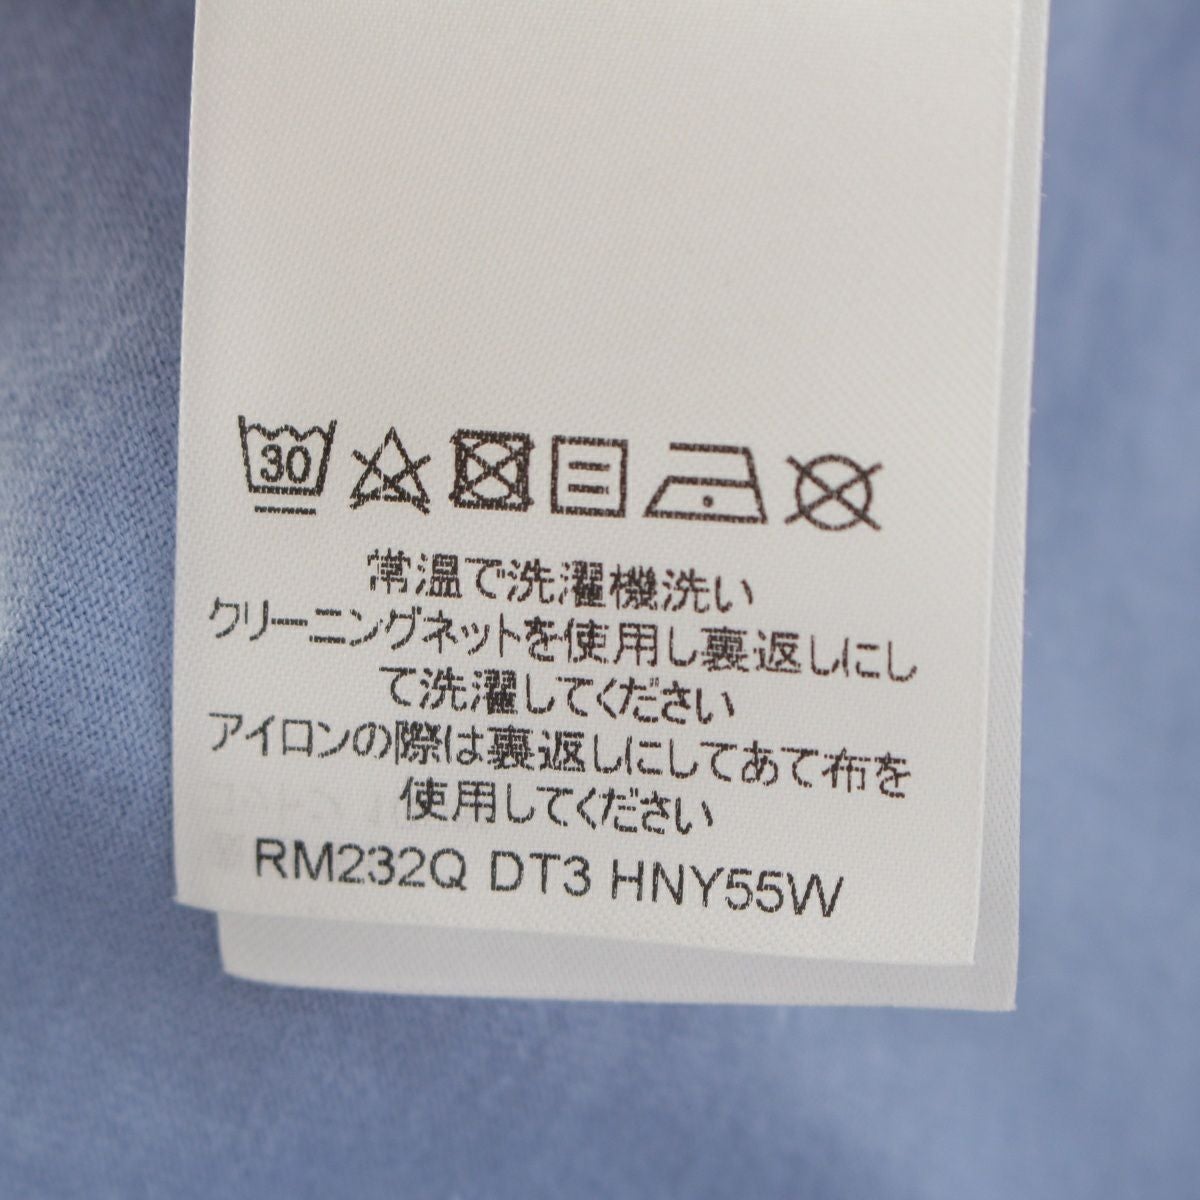 30
常温で洗濯機洗い
クリーニングネットを使用し裏返しにし
て洗濯してください
アイロンの際は裏返しにしてあて布を
使用してください
RM232Q DT3 HNY55W